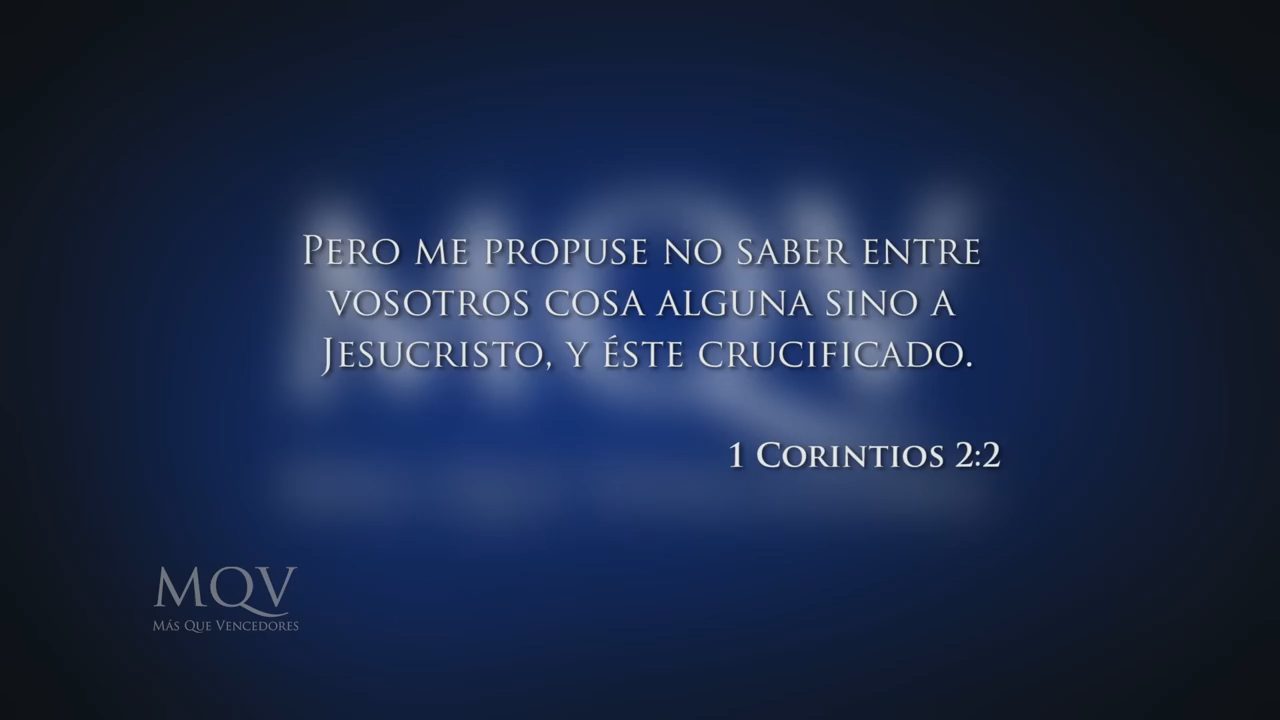 Pero me propuse no saber entre
vosotros cosa alguna sino a
Jesucristo, y éste crucificado.
1 Corintios 2:2
MQV
Más Que Vencedores